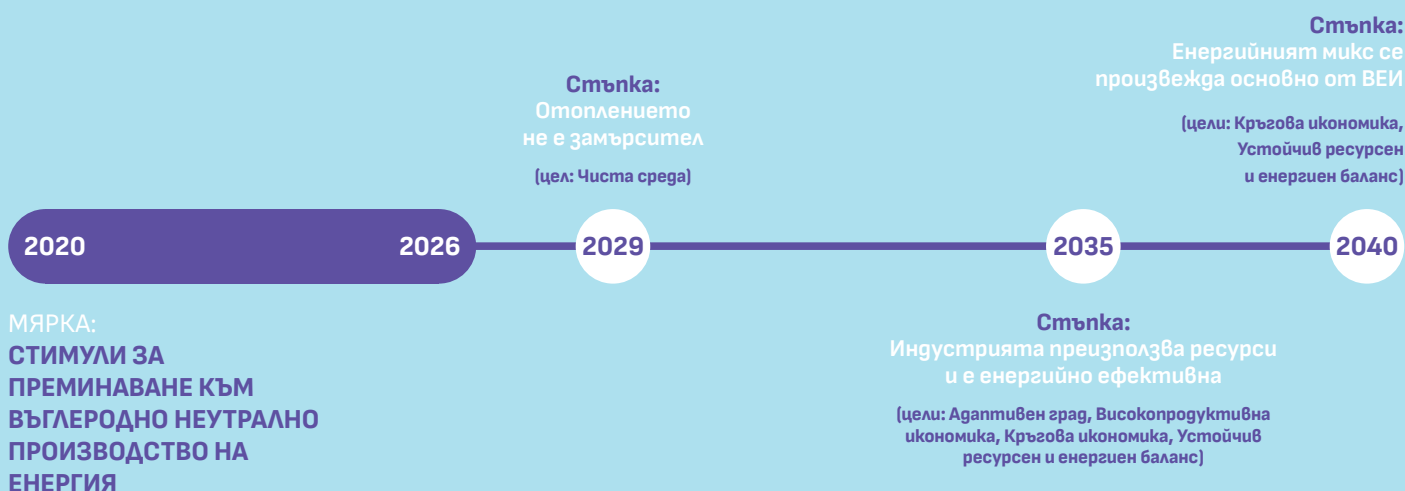 Стъпка:
Енергийният микс се
произвежда основно от ВЕИ
(цели: Кръгова икономика,
Устойчив ресурсен
и енергиен баланс)
Стъпка:
Отоплението
не е замърсител
(цел: Чиста среда)
2020
2026
2029
2035
2040
МЯРКА:
СТИМУЛИ ЗА
ПРЕМИНАВАНЕ КЪМ
ВЪГЛЕРОДНО НЕУТРАЛНО
ПРОИЗВОДСТВО НА
ЕНЕРГИЯ
Стъпка:
Индустрията преизползва ресурси
и е енергийно ефективна
(цели: Адаптивен град, Високопродуктивна
икономика, Кръгова икономика, Устойчив
ресурсен и енергиен баланс)